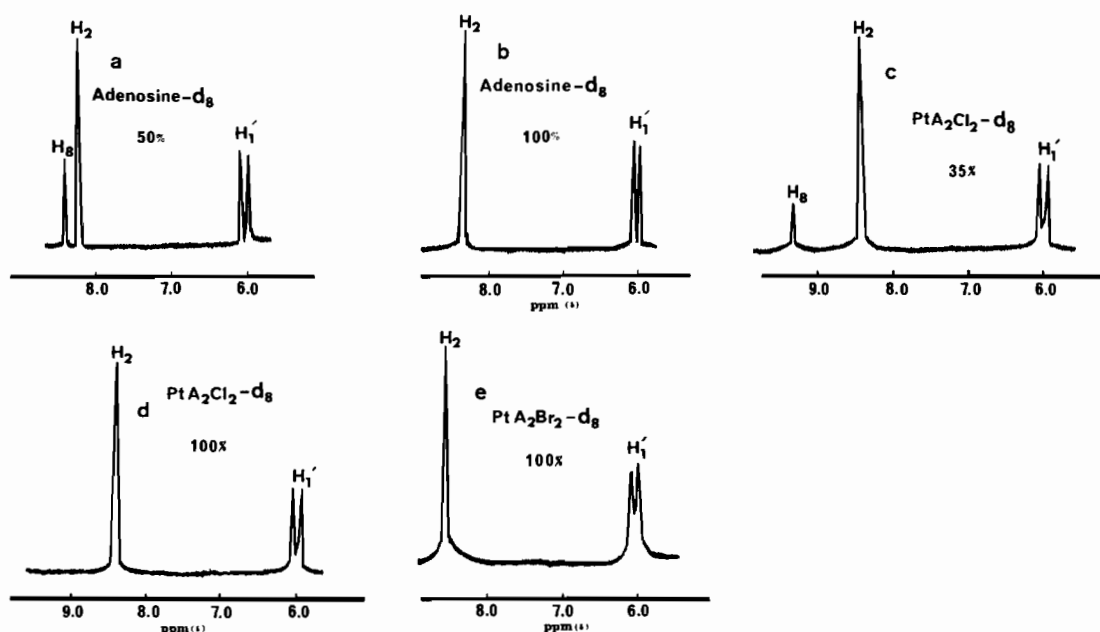 H₂
a
Adenosine-d₈
50%
H₈
H₁′
8.0 7.0 6.0
H₂
b
Adenosine-d₈
100%
H₁′
8.0 7.0 6.0
ppm (δ)
H₂
c
PtA₂Cl₂-d₈
35%
H₈
H₁′
9.0 8.0 7.0 6.0
H₂
d
PtA₂Cl₂-d₈
100%
H₁′
9.0 8.0 7.0 6.0
ppm(δ)
H₂
e
PtA₂Br₂-d₈
100%
H₁′
8.0 7.0 6.0
ppm(δ)